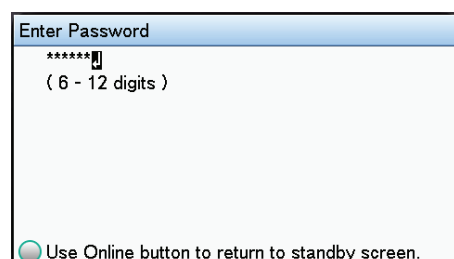 Enter Password
******↲
( 6 - 12 digits )
Use Online button to return to standby screen.